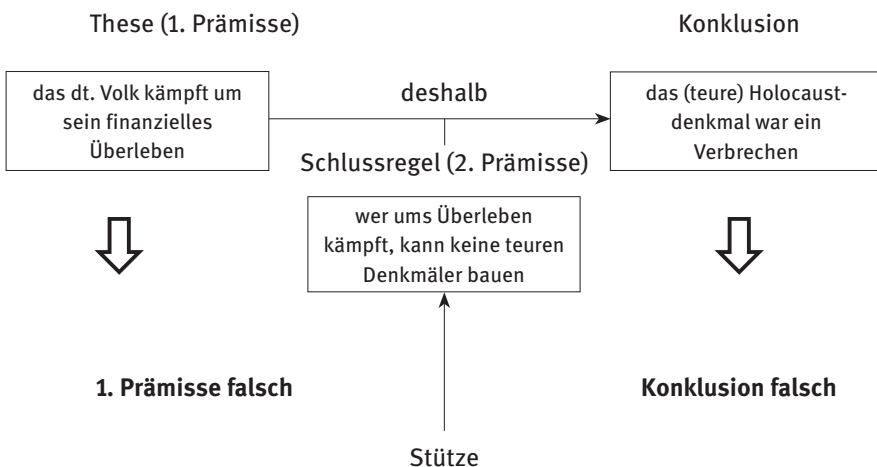 These (1. Prämisse)
Konklusion
das dt. Volk kämpft um
sein finanzielles
Überleben
deshalb
das (teure) Holocaust-
denkmal war ein
Verbrechen
Schlussregel (2. Prämisse)
wer ums Überleben
kämpft, kann keine teuren
Denkmäler bauen
1. Prämisse falsch
Konklusion falsch
Stütze